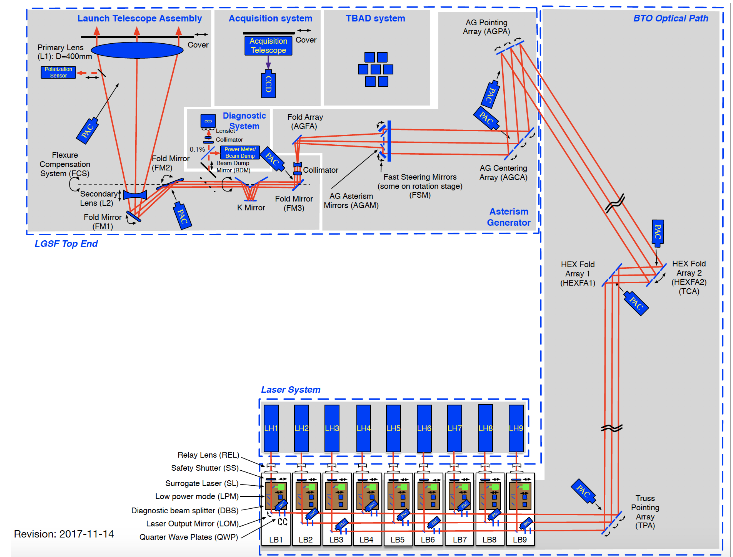 Launch Telescope Assembly
Acquisition system
TBAD system
BTO Optical Path
AG Pointing
Array (AGPA)
Primary Lens
(L1): D=400mm
Cover
Cover
Acquisition
Telescope
Polarization
Sensor
CCD
PAC
PAC
PAC
Diagnostic
System
Lenslet
Collimator
0.1%
Power Meter/
Beam Dump
Beam Dump
Mirror (BDM)
PAC
Fold Array
(AGFA)
Flexure
Compensation
System (FCS)
Fold Mirror
(FM2)
Collimator
Fast Steering Mirrors
(some on rotation stage)
(FSM)
AG Centering
Array (AGCA)
Secondary
Lens (L2)
Fold Mirror
(FM1)
PAC
K Mirror
Fold Mirror
(FM3)
AG Asterism
Mirrors (AGAM)
Asterism
Generator
LGSF Top End
PAC
HEX Fold
Array 1
(HEXFA1)
HEX Fold
Array 2
(HEXFA2)
(TCA)
PAC
Laser System
LH1
LH2
LH3
LH4
LH5
LH6
LH7
LH8
LH9
Relay Lens (REL)
Safety Shutter (SS)
Surrogate Laser (SL)
Low power mode (LPM)
Diagnostic beam splitter (DBS)
Laser Output Mirror (LOM)
Quarter Wave Plates (QWP)
PAC
Truss
Pointing
Array
(TPA)
LB1
LB2
LB3
LB4
LB5
LB6
LB7
LB8
LB9
Revision: 2017-11-14